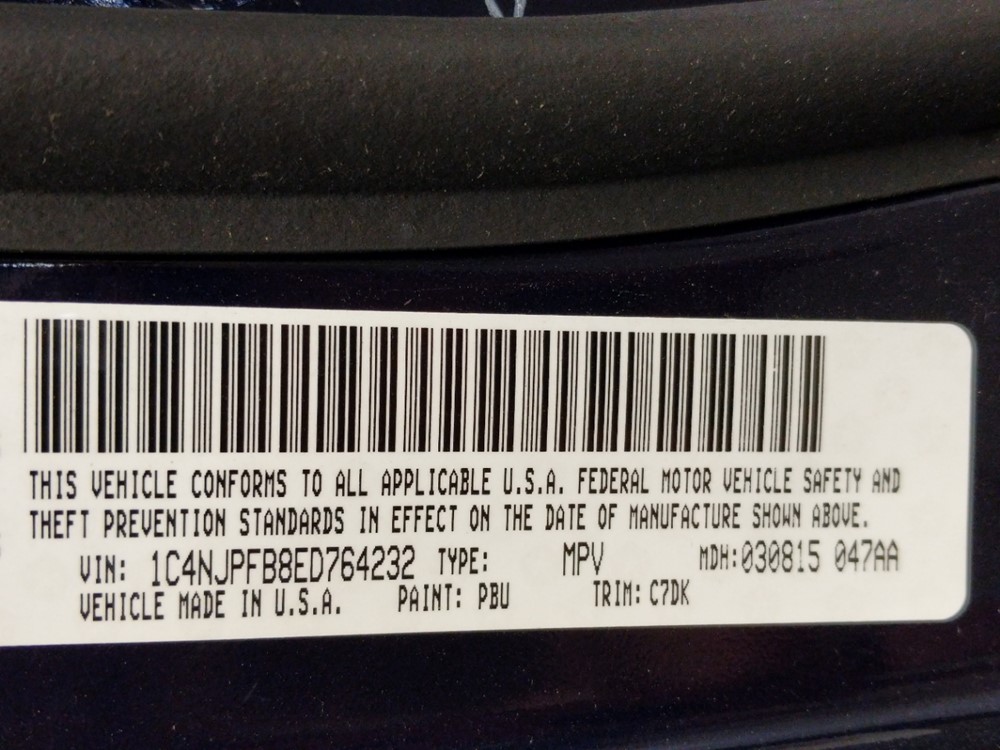 THIS VEHICLE CONFORMS TO ALL APPLICABLE U.S.A. FEDERAL MOTOR VEHICLE SAFETY AND
THEFT PREVENTION STANDARDS IN EFFECT ON THE DATE OF MANUFACTURE SHOWN ABOVE.
VIN: 1C4NJPFB8ED764232 TYPE: MPV MDH:030815 047AA
VEHICLE MADE IN U.S.A. PAINT: PBU TRIM: C7DK